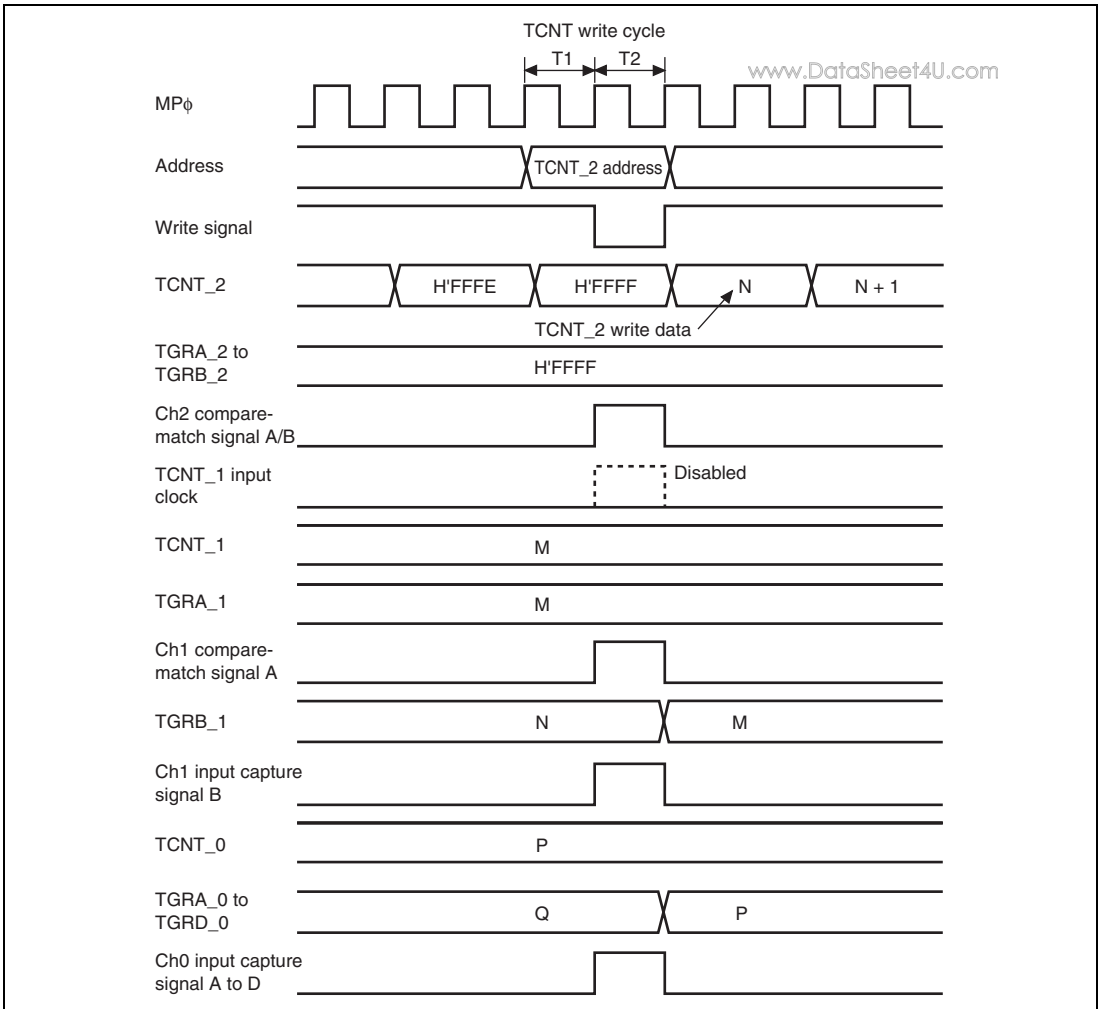 TCNT write cycle
T1 T2
www.DataSheet4U.com
MPϕ
Address
TCNT_2 address
Write signal
TCNT_2
H'FFFE
H'FFFF
N
N + 1
TCNT_2 write data
TGRA_2 to
TGRB_2
H'FFFF
Ch2 compare-
match signal A/B
TCNT_1 input
clock
Disabled
TCNT_1
M
TGRA_1
M
Ch1 compare-
match signal A
TGRB_1
N
M
Ch1 input capture
signal B
TCNT_0
P
TGRA_0 to
TGRD_0
Q
P
Ch0 input capture
signal A to D